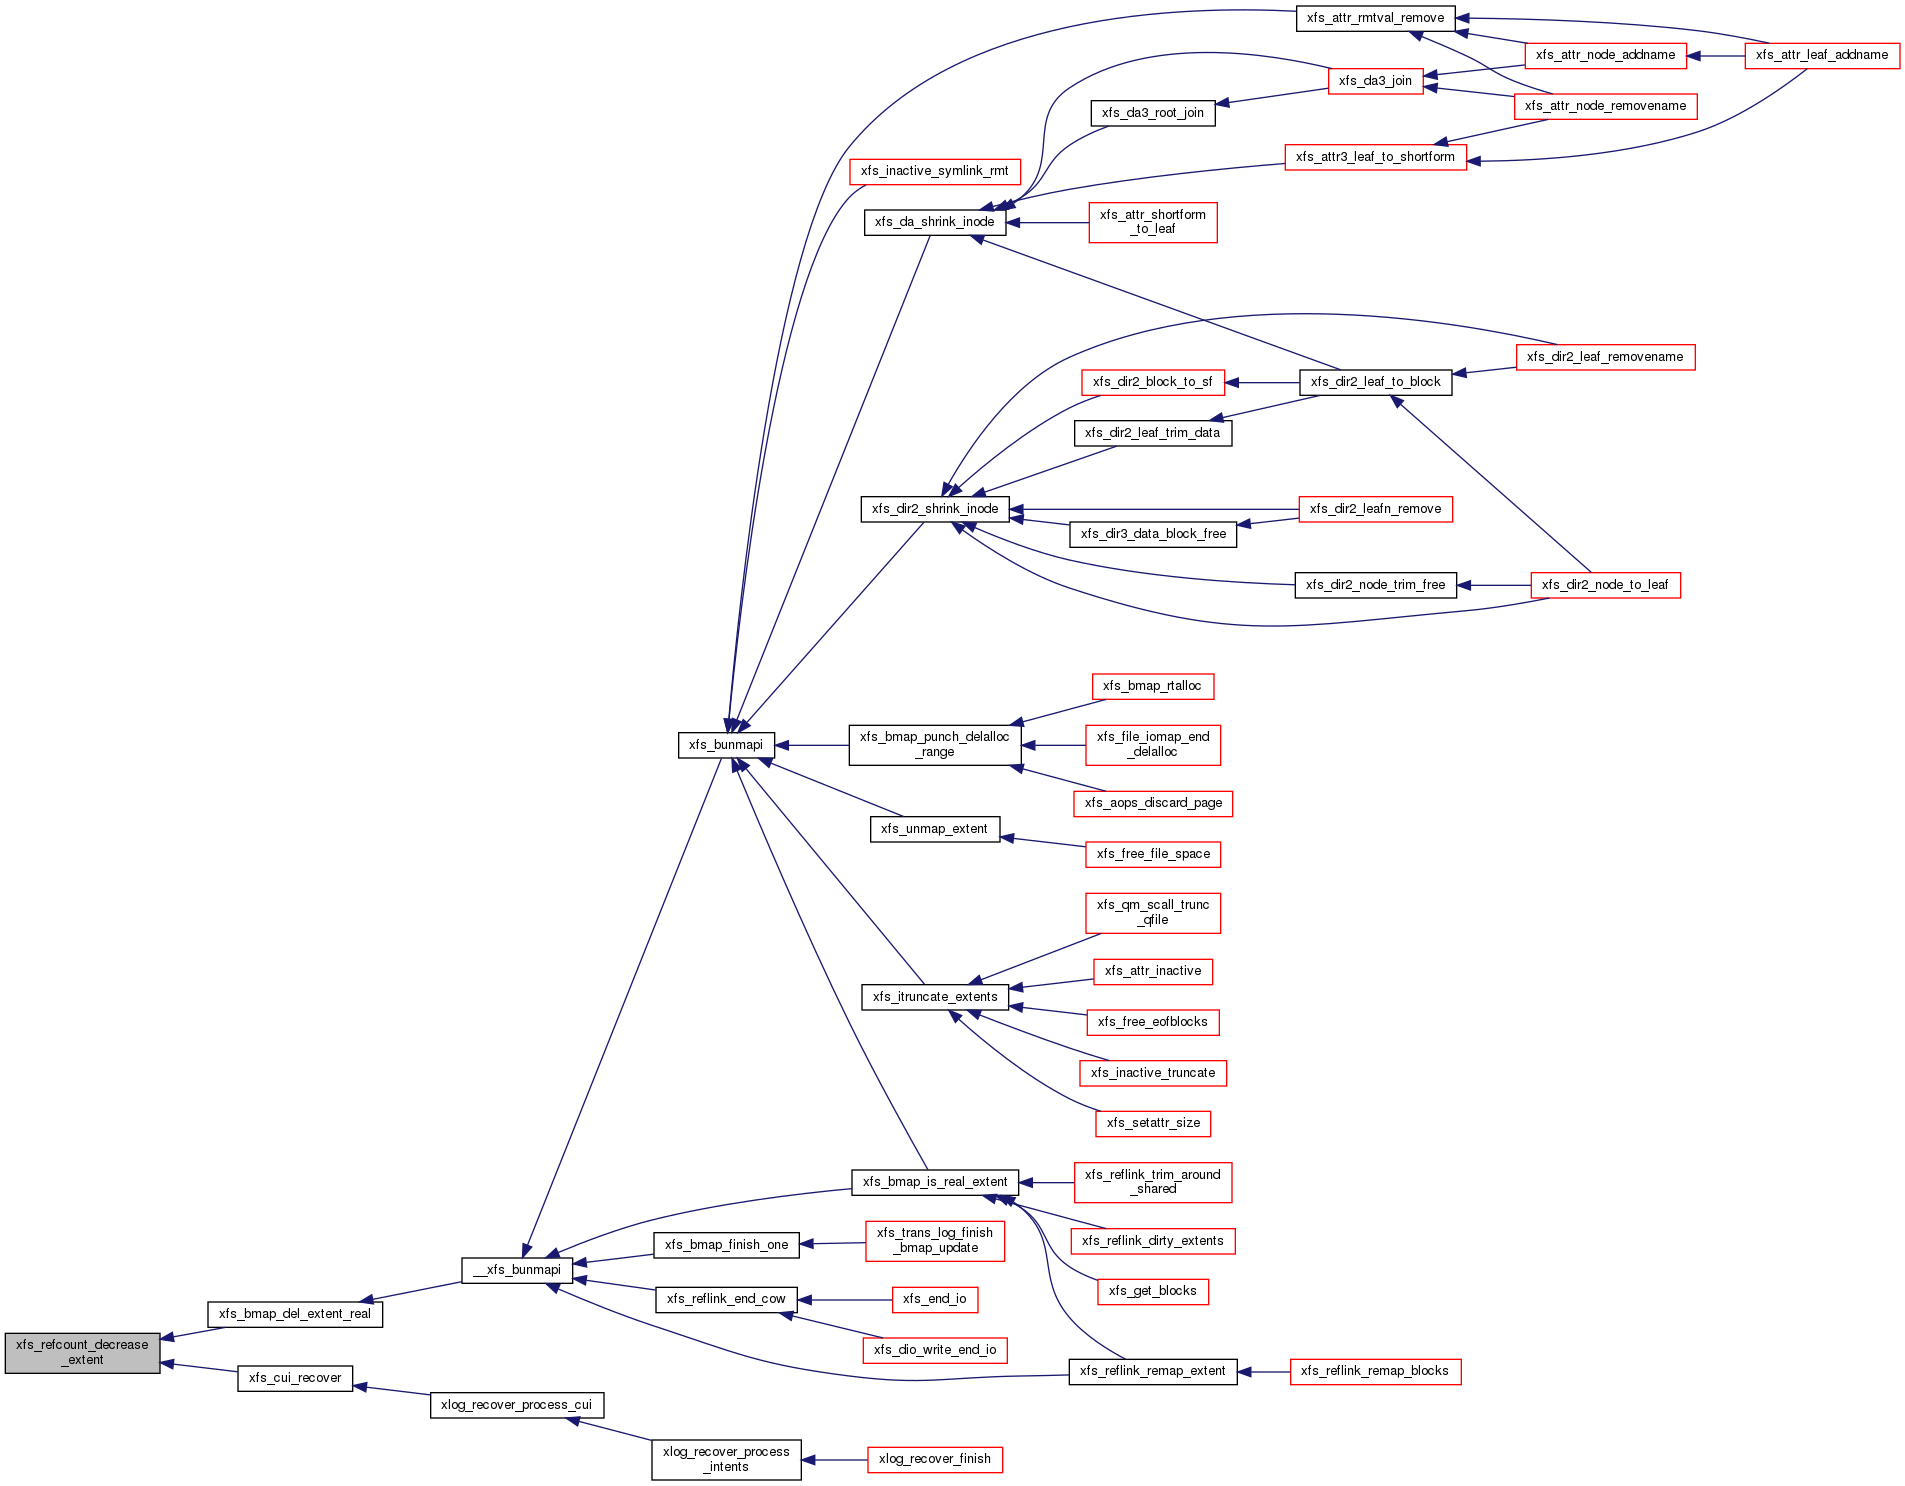 xfs_attr_rmtval_remove
xfs_attr_node_addname
xfs_attr_leaf_addname
xfs_da3_join
xfs_attr_node_removename
xfs_da3_root_join
xfs_attr3_leaf_to_shortform
xfs_inactive_symlink_rmt
xfs_da_shrink_inode
xfs_attr_shortform
_to_leaf
xfs_dir2_leaf_removename
xfs_dir2_block_to_sf
xfs_dir2_leaf_to_block
xfs_dir2_leaf_trim_data
xfs_dir2_shrink_inode
xfs_dir2_leafn_remove
xfs_dir3_data_block_free
xfs_dir2_node_trim_free
xfs_dir2_node_to_leaf
xfs_bmap_rtalloc
xfs_bunmapi
xfs_bmap_punch_delalloc
_range
xfs_file_iomap_end
_delalloc
xfs_aops_discard_page
xfs_unmap_extent
xfs_free_file_space
xfs_qm_scall_trunc
_qfile
xfs_attr_inactive
xfs_itruncate_extents
xfs_free_eofblocks
xfs_inactive_truncate
xfs_setattr_size
xfs_bmap_is_real_extent
xfs_reflink_trim_around
_shared
xfs_reflink_dirty_extents
xfs_bmap_finish_one
xfs_trans_log_finish
_bmap_update
__xfs_bunmapi
xfs_get_blocks
xfs_reflink_end_cow
xfs_end_io
xfs_bmap_del_extent_real
xfs_dio_write_end_io
xfs_refcount_decrease
_extent
xfs_reflink_remap_extent
xfs_reflink_remap_blocks
xfs_cui_recover
xlog_recover_process_cui
xlog_recover_process
_intents
xlog_recover_finish